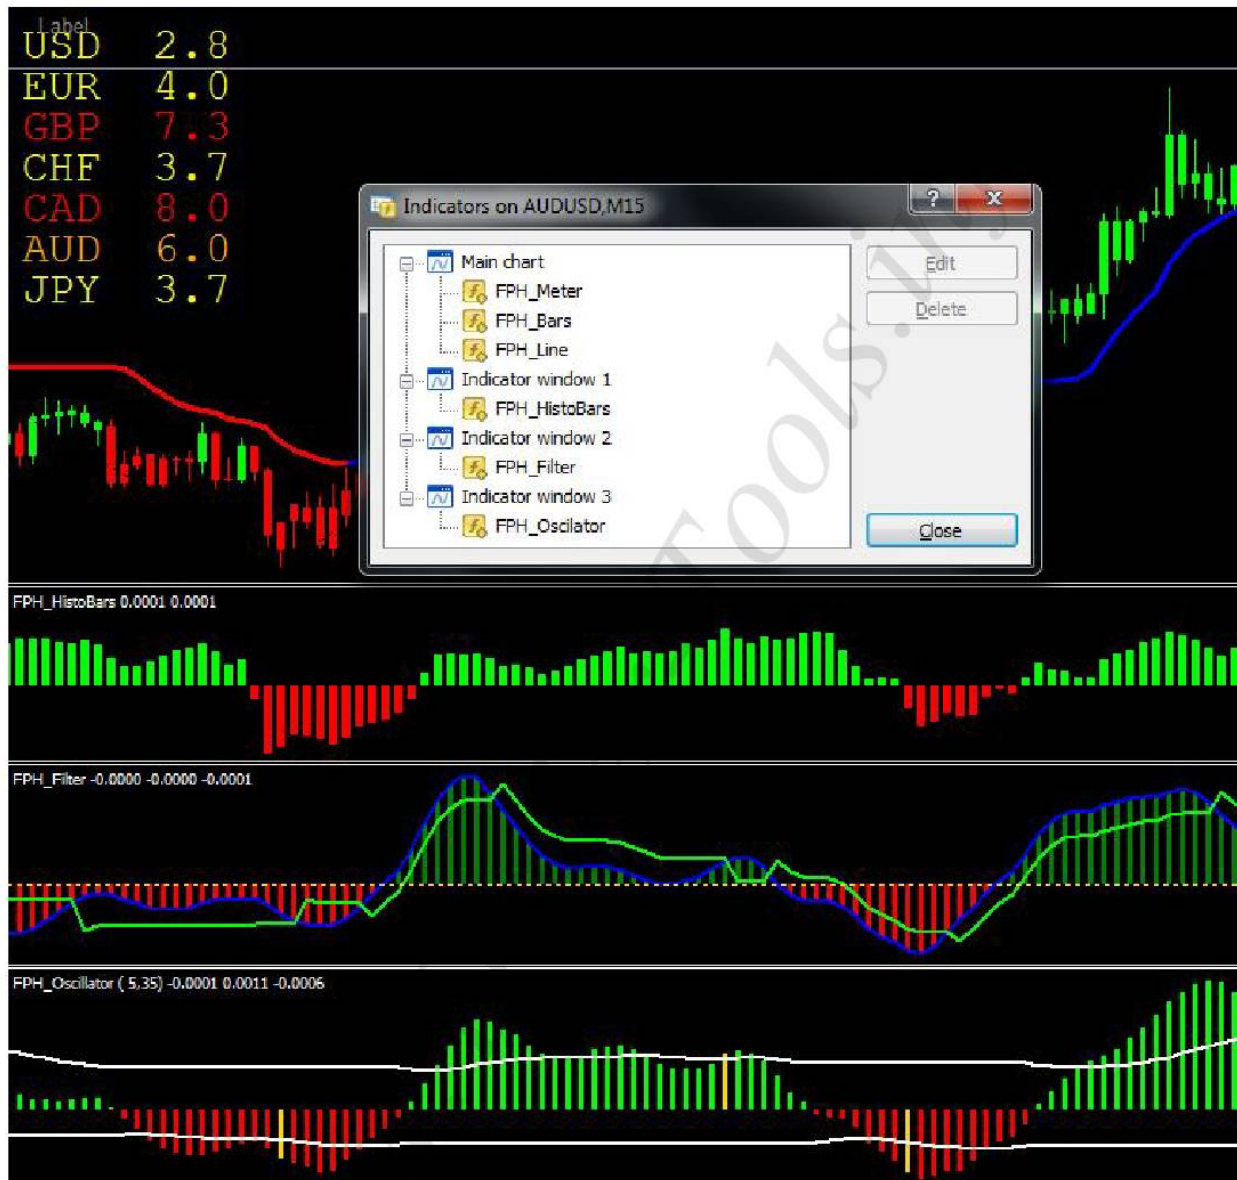 Label
USD 2.8
EUR 4.0
GBP 7.3
CHF 3.7
CAD 8.0
AUD 6.0
JPY 3.7
Indicators on AUDUSD,M15
?
x
Main chart
FPH_Meter
FPH_Bars
FPH_Line
Indicator window 1
FPH_HistoBars
Indicator window 2
FPH_Filter
Indicator window 3
FPH_Oscilator
Edit
Delete
Close
Tools.in
FPH_HistoBars 0.0001 0.0001
FPH_Filter -0.0000 -0.0000 -0.0001
FPH_Oscillator ( 5,35) -0.0001 0.0011 -0.0006